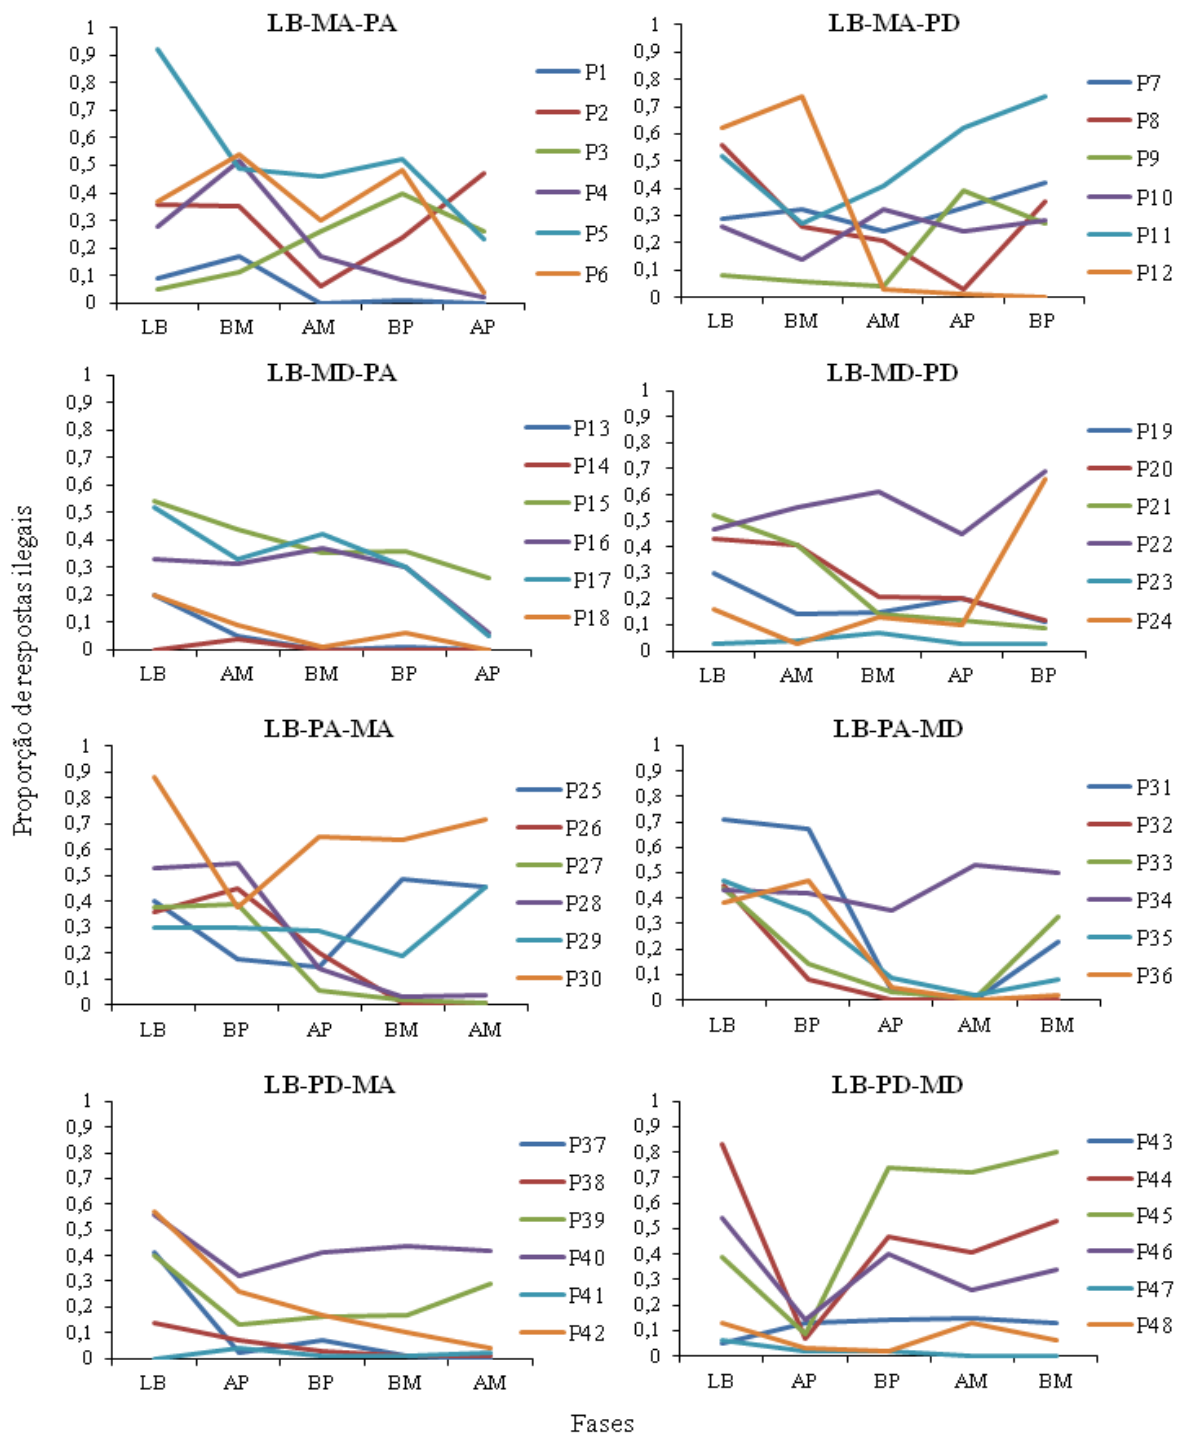 LB-MA-PA
1
0,9
0,8
0,7
0,6
0,5
0,4
0,3
0,2
0,1
0
LB BM AM BP AP
P1
P2
P3
P4
P5
P6
LB-MA-PD
1
0,9
0,8
0,7
0,6
0,5
0,4
0,3
0,2
0,1
0
LB BM AM AP BP
P7
P8
P9
P10
P11
P12
LB-MD-PA
1
0,9
0,8
0,7
0,6
0,5
0,4
0,3
0,2
0,1
0
LB AM BM BP AP
P13
P14
P15
P16
P17
P18
LB-MD-PD
1
0,9
0,8
0,7
0,6
0,5
0,4
0,3
0,2
0,1
0
LB AM BM AP BP
P19
P20
P21
P22
P23
P24
Proporção de respostas ilegais
LB-PA-MA
1
0,9
0,8
0,7
0,6
0,5
0,4
0,3
0,2
0,1
0
LB BP AP BM AM
P25
P26
P27
P28
P29
P30
LB-PA-MD
1
0,9
0,8
0,7
0,6
0,5
0,4
0,3
0,2
0,1
0
LB BP AP AM BM
P31
P32
P33
P34
P35
P36
LB-PD-MA
1
0,9
0,8
0,7
0,6
0,5
0,4
0,3
0,2
0,1
0
LB AP BP BM AM
P37
P38
P39
P40
P41
P42
LB-PD-MD
1
0,9
0,8
0,7
0,6
0,5
0,4
0,3
0,2
0,1
0
LB AP BP AM BM
P43
P44
P45
P46
P47
P48
Fases